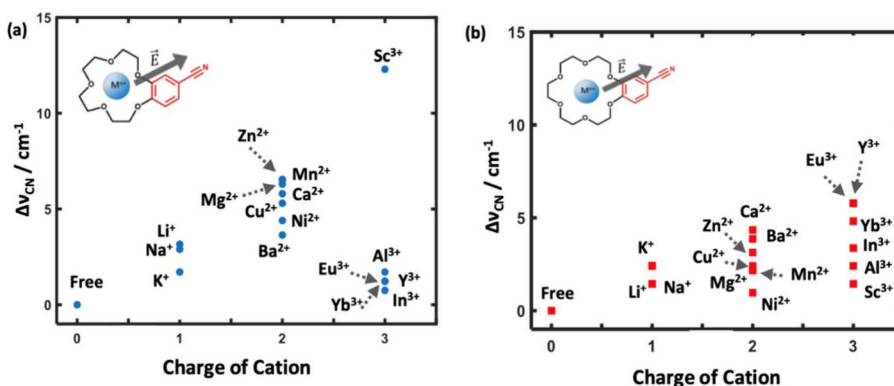 (a)
15
10
5
0
Δν_CN / cm⁻¹
M^n+
E
O
O
O
O
O
N
Sc³⁺
Zn²⁺
Mn²⁺
Mg²⁺
Ca²⁺
Cu²⁺
Ni²⁺
Ba²⁺
Li⁺
Na⁺
K⁺
Free
Al³⁺
Eu³⁺
Y³⁺
Yb³⁺
In³⁺
0 1 2 3
Charge of Cation
(b)
15
10
5
0
Δν_CN / cm⁻¹
M^n+
E
O
O
O
O
O
O
N
Eu³⁺
Y³⁺
Ca²⁺
Zn²⁺
Ba²⁺
Yb³⁺
In³⁺
K⁺
Cu²⁺
Al³⁺
Li⁺ Na⁺
Mg²⁺
Mn²⁺
Sc³⁺
Free
Ni²⁺
0 1 2 3
Charge of Cation